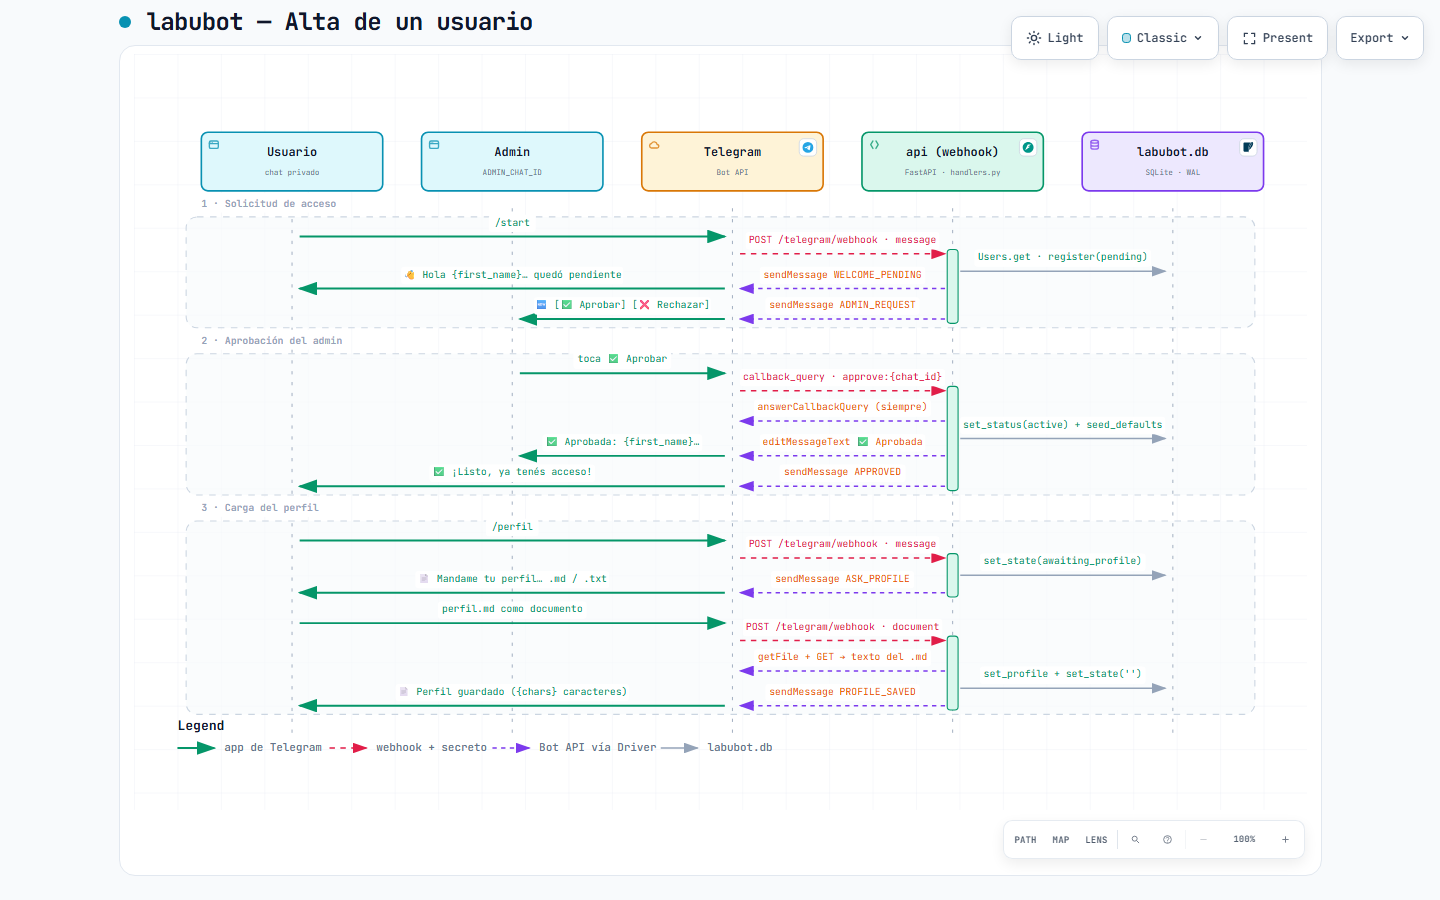 labubot — Alta de un usuario
Light
Classic
Present
Export
Usuario
chat privado
Admin
ADMIN_CHAT_ID
Telegram
Bot API
api (webhook)
FastAPI · handlers.py
labubot.db
SQLite · WAL
1 · Solicitud de acceso
/start
POST /telegram/webhook · message
Users.get · register(pending)
👋 Hola {first_name}… quedó pendiente
sendMessage WELCOME_PENDING
🆕 [✅ Aprobar] [❌ Rechazar]
sendMessage ADMIN_REQUEST
2 · Aprobación del admin
toca ✅ Aprobar
callback_query · approve:{chat_id}
answerCallbackQuery (siempre)
set_status(active) + seed_defaults
✅ Aprobada: {first_name}…
editMessageText ✅ Aprobada
✅ ¡Listo, ya tenés acceso!
sendMessage APPROVED
3 · Carga del perfil
/perfil
POST /telegram/webhook · message
set_state(awaiting_profile)
📄 Mandame tu perfil… .md / .txt
sendMessage ASK_PROFILE
perfil.md como documento
POST /telegram/webhook · document
getFile + GET → texto del .md
set_profile + set_state('')
📄 Perfil guardado ({chars} caracteres)
sendMessage PROFILE_SAVED
Legend
app de Telegram
webhook + secreto
Bot API vía Driver
labubot.db
PATH
MAP
LENS
100%